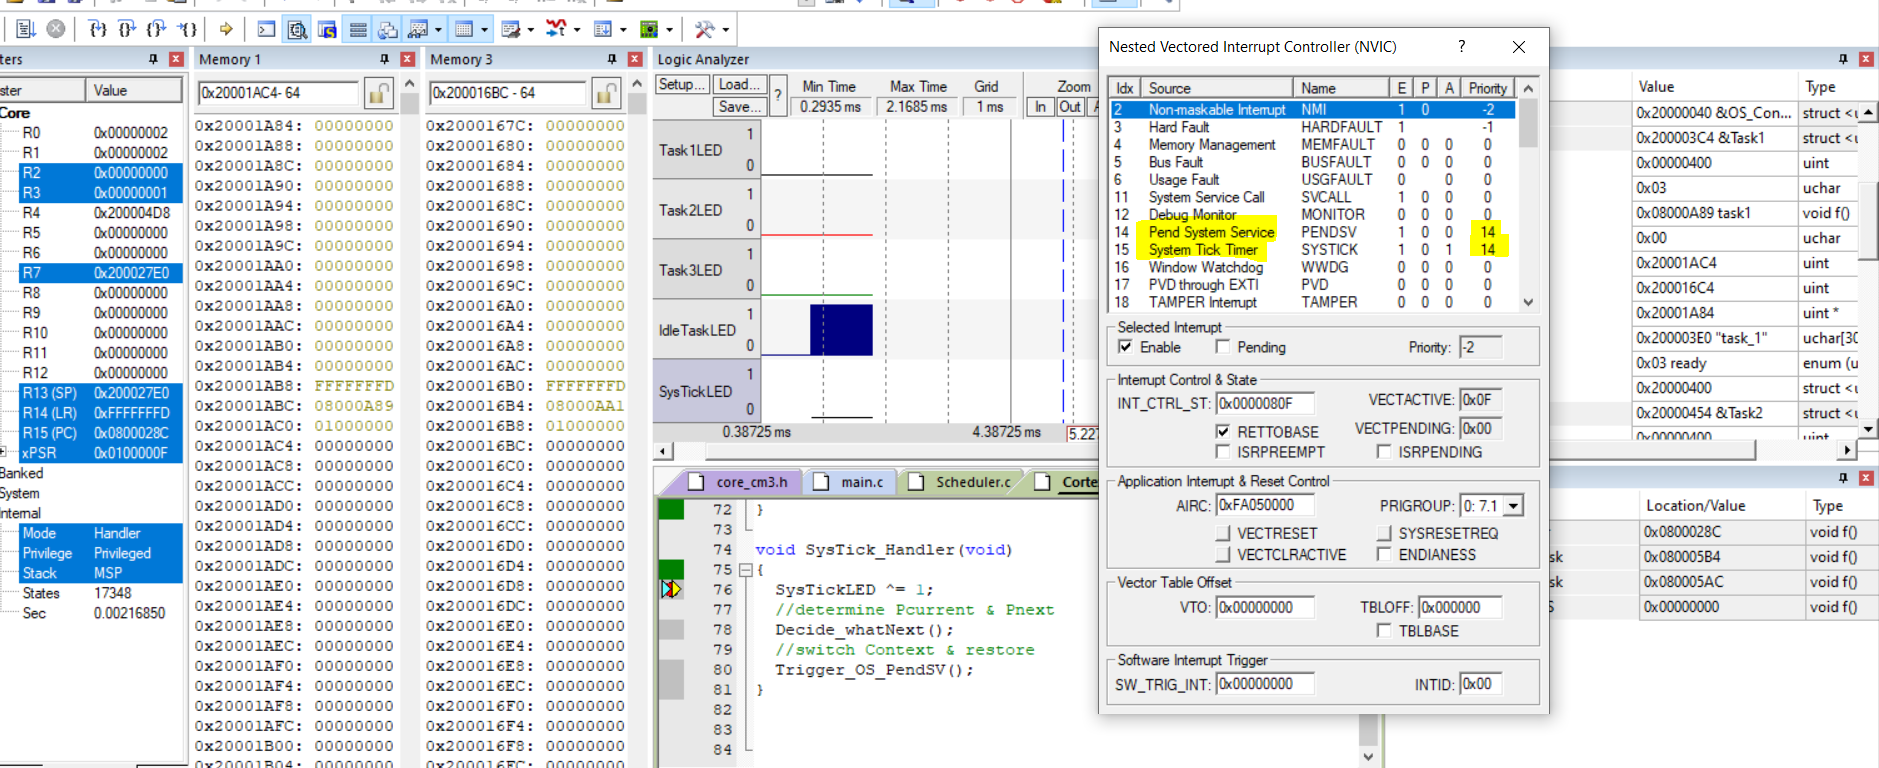 ters
ster Value
Core
R0 0x00000002
R1 0x00000002
R2 0x00000000
R3 0x00000001
R4 0x200004D8
R5 0x00000000
R6 0x00000000
R7 0x200027E0
R8 0x00000000
R9 0x00000000
R10 0x00000000
R11 0x00000000
R12 0x00000000
R13 (SP) 0x200027E0
R14 (LR) 0xFFFFFFFD
R15 (PC) 0x0800028C
xPSR 0x0100000F
Banked
System
Internal
Mode Handler
Privilege Privileged
Stack MSP
States 17348
Sec 0.00216850
Memory 1
0x20001AC4- 64
0x20001A84: 00000000
0x20001A88: 00000000
0x20001A8C: 00000000
0x20001A90: 00000000
0x20001A94: 00000000
0x20001A98: 00000000
0x20001A9C: 00000000
0x20001AA0: 00000000
0x20001AA4: 00000000
0x20001AA8: 00000000
0x20001AAC: 00000000
0x20001AB0: 00000000
0x20001AB4: 00000000
0x20001AB8: FFFFFFFD
0x20001ABC: 08000A89
0x20001AC0: 01000000
0x20001AC4: 00000000
0x20001AC8: 00000000
0x20001ACC: 00000000
0x20001AD0: 00000000
0x20001AD4: 00000000
0x20001AD8: 00000000
0x20001ADC: 00000000
0x20001AE0: 00000000
0x20001AE4: 00000000
0x20001AE8: 00000000
0x20001AEC: 00000000
0x20001AF0: 00000000
0x20001AF4: 00000000
0x20001AF8: 00000000
0x20001AFC: 00000000
0x20001B00: 00000000
0x20001B04: 00000000
Memory 3
0x200016BC - 64
0x2000167C: 00000000
0x20001680: 00000000
0x20001684: 00000000
0x20001688: 00000000
0x2000168C: 00000000
0x20001690: 00000000
0x20001694: 00000000
0x20001698: 00000000
0x2000169C: 00000000
0x200016A0: 00000000
0x200016A4: 00000000
0x200016A8: 00000000
0x200016AC: 00000000
0x200016B0: FFFFFFFD
0x200016B4: 08000AA1
0x200016B8: 01000000
0x200016BC: 00000000
0x200016C0: 00000000
0x200016C4: 00000000
0x200016C8: 00000000
0x200016CC: 00000000
0x200016D0: 00000000
0x200016D4: 00000000
0x200016D8: 00000000
0x200016DC: 00000000
0x200016E0: 00000000
0x200016E4: 00000000
0x200016E8: 00000000
0x200016EC: 00000000
0x200016F0: 00000000
0x200016F4: 00000000
0x200016F8: 00000000
0x200016FC: 00000000
Logic Analyzer
Setup... Load... ? Min Time Max Time Grid Zoom
Save... 0.2935 ms 2.1685 ms 1 ms In Out A
1
Task1LED
0
1
Task2LED
0
1
Task3LED
0
1
IdleTaskLED
0
1
SysTickLED
0
0.38725 ms 4.38725 ms 5.227
core_cm3.h main.c Scheduler.c Corte
72 }
73
74 void SysTick_Handler(void)
75 {
76 SysTickLED ^= 1;
77 //determine Pcurrent & Pnext
78 Decide_whatNext();
79 //switch Context & restore
80 Trigger_OS_PendSV();
81 }
82
83
84
Nested Vectored Interrupt Controller (NVIC) ?
Idx Source Name E P A Priority
2 Non-maskable Interrupt NMI 1 0 -2
3 Hard Fault HARDFAULT 1 -1
4 Memory Management MEMFAULT 0 0 0 0
5 Bus Fault BUSFAULT 0 0 0 0
6 Usage Fault USGFAULT 0 0 0
11 System Service Call SVCALL 1 0 0 0
12 Debug Monitor MONITOR 0 0 0 0
14 Pend System Service PENDSV 1 0 0 14
15 System Tick Timer SYSTICK 1 0 1 14
16 Window Watchdog WWDG 0 0 0 0
17 PVD through EXTI PVD 0 0 0 0
18 TAMPER Interrupt TAMPER 0 0 0 0
Selected Interrupt
Enable Pending Priority: -2
Interrupt Control & State
INT_CTRL_ST: 0x0000080F VECTACTIVE: 0x0F
RETTOBASE VECTPENDING: 0x00
ISRPREEMPT ISRPENDING
Application Interrupt & Reset Control
AIRC: 0xFA050000 PRIGROUP: 0: 7.1
VECTRESET SYSRESETREQ
VECTCLRACTIVE ENDIANESS
Vector Table Offset
VTO: 0x00000000 TBLOFF: 0x000000
TBLBASE
Software Interrupt Trigger
SW_TRIG_INT: 0x00000000 INTID: 0x00
Value Type
0x20000040 &OS_Con... struct <u
0x200003C4 &Task1 struct <u
0x00000400 uint
0x03 uchar
0x08000A89 task1 void f()
0x00 uchar
0x20001AC4 uint
0x200016C4 uint
0x20001A84 uint *
0x200003E0 "task_1" uchar[30
0x03 ready enum (u
0x20000400 struct <u
0x20000454 &Task2 struct <u
0x00000400 uint
Location/Value Type
0x0800028C void f()
sk 0x080005B4 void f()
sk 0x080005AC void f()
S 0x00000000 void f()